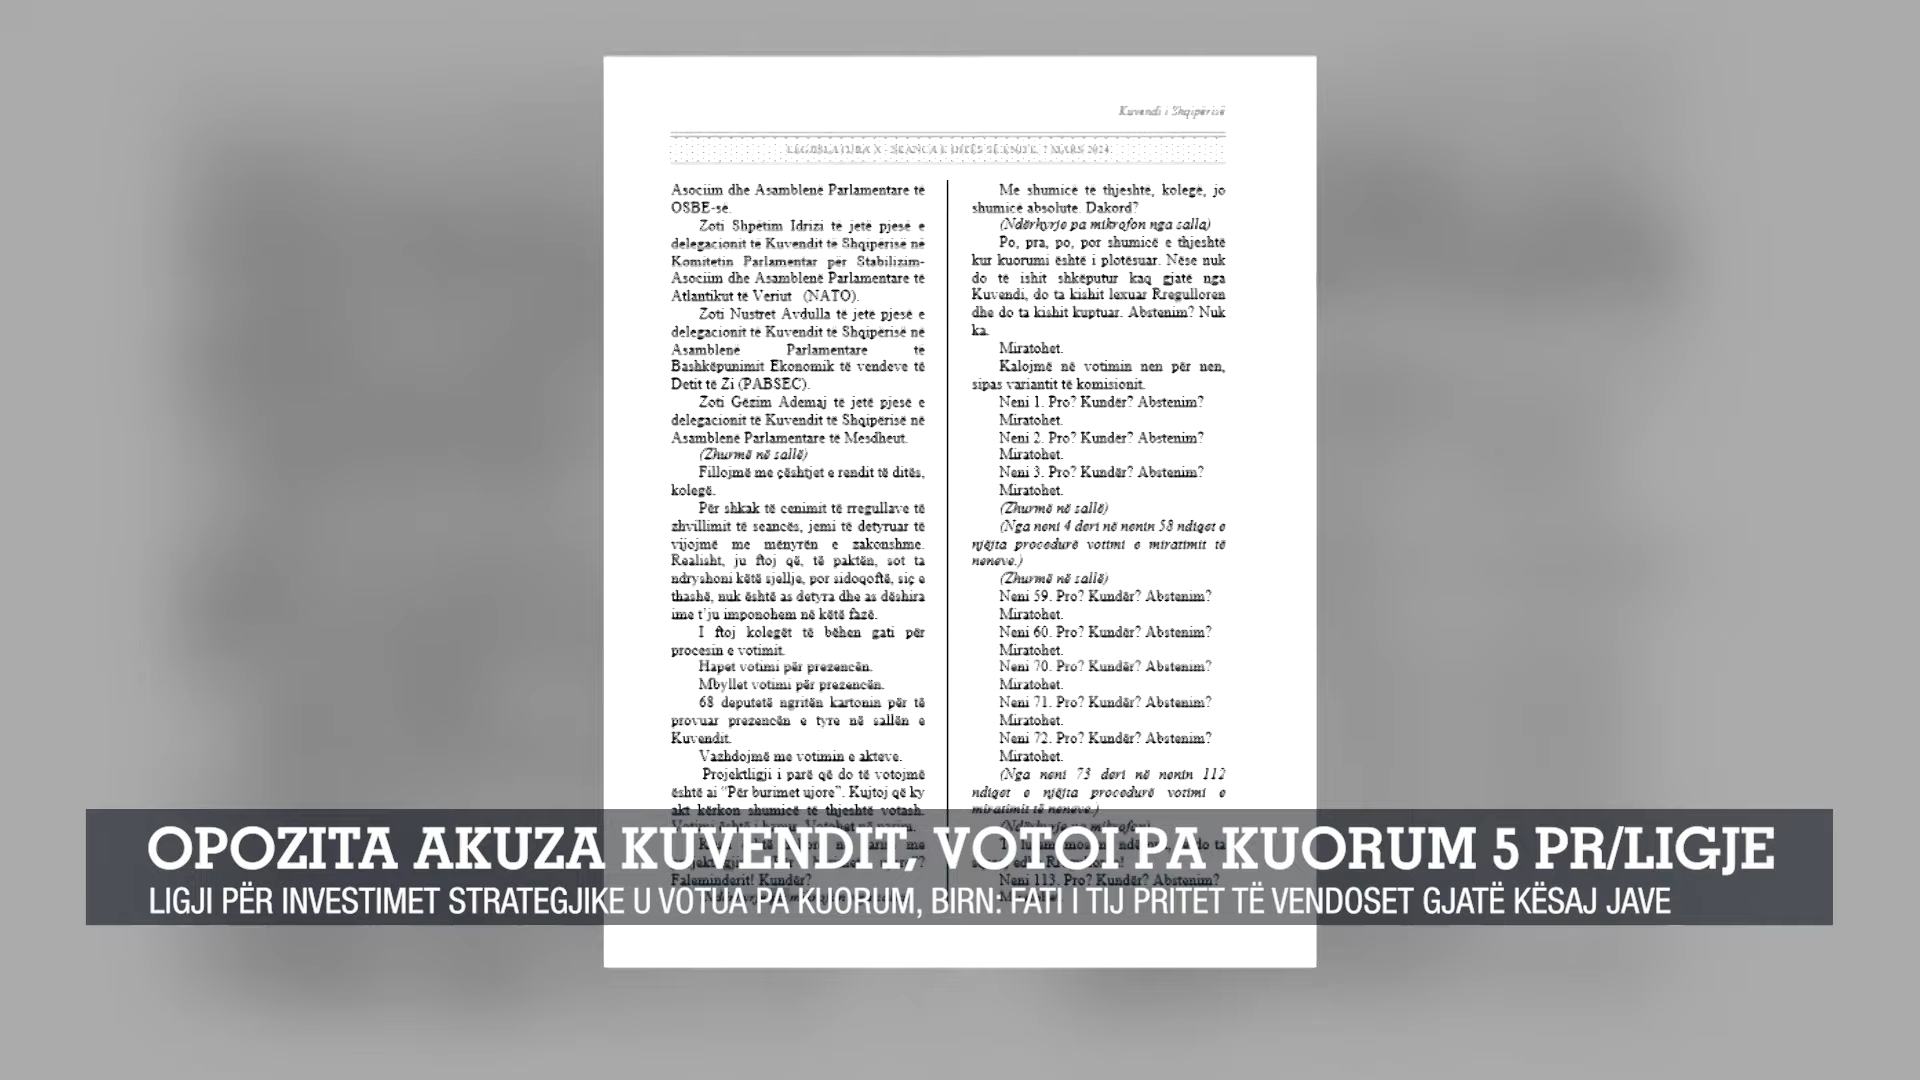 Kuvendi i Shqipërisë
LEGJISLATURA X - SEANCA E DITËS SË ENJTE, 7 MARS 2024
Asociim dhe Asamblenë Parlamentare të
OSBE-së.
Zoti Shpëtim Idrizi të jetë pjesë e
delegacionit të Kuvendit të Shqipërisë në
Komitetin Parlamentar për Stabilizim-
Asociim dhe Asamblenë Parlamentare të
Atlantikut të Veriut (NATO).
Zoti Nustret Avdulla të jetë pjesë e
delegacionit të Kuvendit të Shqipërisë në
Asamblenë Parlamentare të
Bashkëpunimit Ekonomik të vendeve të
Detit të Zi (PABSEC).
Zoti Gëzim Ademaj të jetë pjesë e
delegacionit të Kuvendit të Shqipërisë në
Asamblenë Parlamentare të Mesdheut.
(Zhurmë në sallë)
Fillojmë me çështjet e rendit të ditës,
kolegë.
Për shkak të cenimit të rregullave të
zhvillimit të seancës, jemi të detyruar të
vijojmë me mënyrën e zakonshme.
Realisht, ju ftoj që, të paktën, sot ta
ndryshoni këtë sjellje, por sidoqoftë, siç e
thashë, nuk është as detyra dhe as dëshira
ime t'ju imponohem në këtë fazë.
I ftoj kolegët të bëhen gati për
procesin e votimit.
Hapet votimi për prezencën.
Mbyllet votimi për prezencën.
68 deputetë ngritën kartonin për të
provuar prezencën e tyre në sallën e
Kuvendit.
Vazhdojmë me votimin e akteve.
Projektligji i parë që do të votojmë
është ai "Për burimet ujore". Kujtoj që ky
akt kërkon shumicë të thjeshtë votash.
Faleminderit! Kundër?
Me shumicë të thjeshtë, kolegë, jo
shumicë absolute. Dakord?
(Ndërhyrje pa mikrofon nga salla)
Po, pra, po, por shumicë e thjeshtë
kur kuorumi është i plotësuar. Nëse nuk
do të ishit shkëputur kaq gjatë nga
Kuvendi, do ta kishit lexuar Rregulloren
dhe do ta kishit kuptuar. Abstenim? Nuk
ka.
Miratohet.
Kalojmë në votimin nen për nen,
sipas variantit të komisionit.
Neni 1. Pro? Kundër? Abstenim?
Miratohet.
Neni 2. Pro? Kundër? Abstenim?
Miratohet.
Neni 3. Pro? Kundër? Abstenim?
Miratohet.
(Zhurmë në sallë)
(Nga neni 4 deri në nenin 58 ndiqet e
njëjta procedurë votimi e miratimit të
neneve.)
(Zhurmë në sallë)
Neni 59. Pro? Kundër? Abstenim?
Miratohet.
Neni 60. Pro? Kundër? Abstenim?
Miratohet.
Neni 70. Pro? Kundër? Abstenim?
Miratohet.
Neni 71. Pro? Kundër? Abstenim?
Miratohet.
Neni 72. Pro? Kundër? Abstenim?
Miratohet.
(Nga neni 73 deri në nenin 112
ndiqet e njëjta procedurë votimi e
miratimit të neneve.)
Neni 113. Pro? Kundër? Abstenim?
OPOZITA AKUZA KUVENDIT, VOTOI PA KUORUM 5 PR/LIGJE
LIGJI PËR INVESTIMET STRATEGJIKE U VOTUA PA KUORUM, BIRN: FATI I TIJ PRITET TË VENDOSET GJATË KËSAJ JAVE